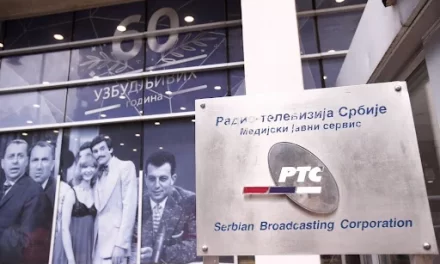 60
УЗБУДЉИВИХ
година
Радио-телевизија Србије
Медијски јавни сервис
РТС
Serbian Broadcasting Corporation